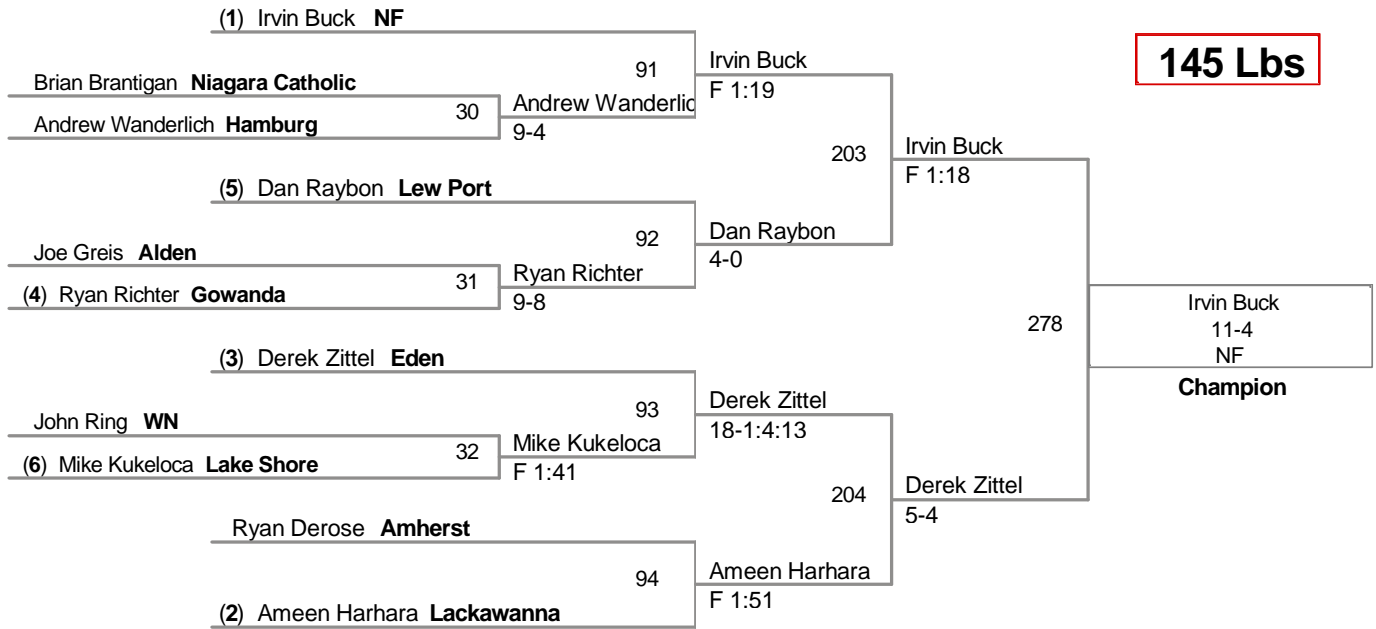 (1) Irvin Buck NF
145 Lbs
91
Irvin Buck
F 1:19
Brian Brantigan Niagara Catholic
30
Andrew Wanderlic
9-4
Andrew Wanderlich Hamburg
203
Irvin Buck
F 1:18
(5) Dan Raybon Lew Port
92
Dan Raybon
4-0
Joe Greis Alden
31
Ryan Richter
9-8
(4) Ryan Richter Gowanda
278
Irvin Buck
11-4
NF
Champion
(3) Derek Zittel Eden
93
Derek Zittel
18-1:4:13
John Ring WN
32
Mike Kukeloca
F 1:41
(6) Mike Kukeloca Lake Shore
204
Derek Zittel
5-4
Ryan Derose Amherst
94
Ameen Harhara
F 1:51
(2) Ameen Harhara Lackawanna